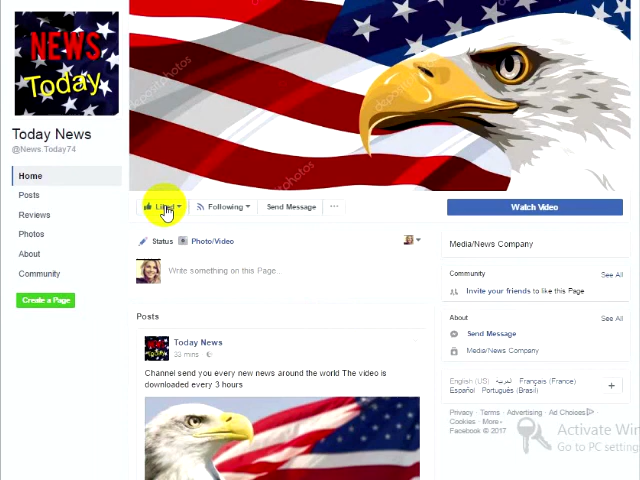 NEWS
Today
Today News
@News.Today74
Home
Posts
Reviews
Photos
About
Community
Create a Page
depositphotos
depositphotos
depositphotos
Liked
Following
Send Message
...
Watch Video
Status
Photo/Video
Write something on this Page..
Media/News Company
Community
See All
Invite your friends to like this Page
About
See All
Send Message
Media/News Company
Posts
Today News
33 mins
Channel send you every new news around the world The video is
downloaded every 3 hours
English (US) · العربية · Français (France) ·
Español · Português (Brasil)
+
Privacy · Terms · Advertising · Ad Choices ·
Cookies · More
Facebook © 2017
Activate Win
Go to PC setting